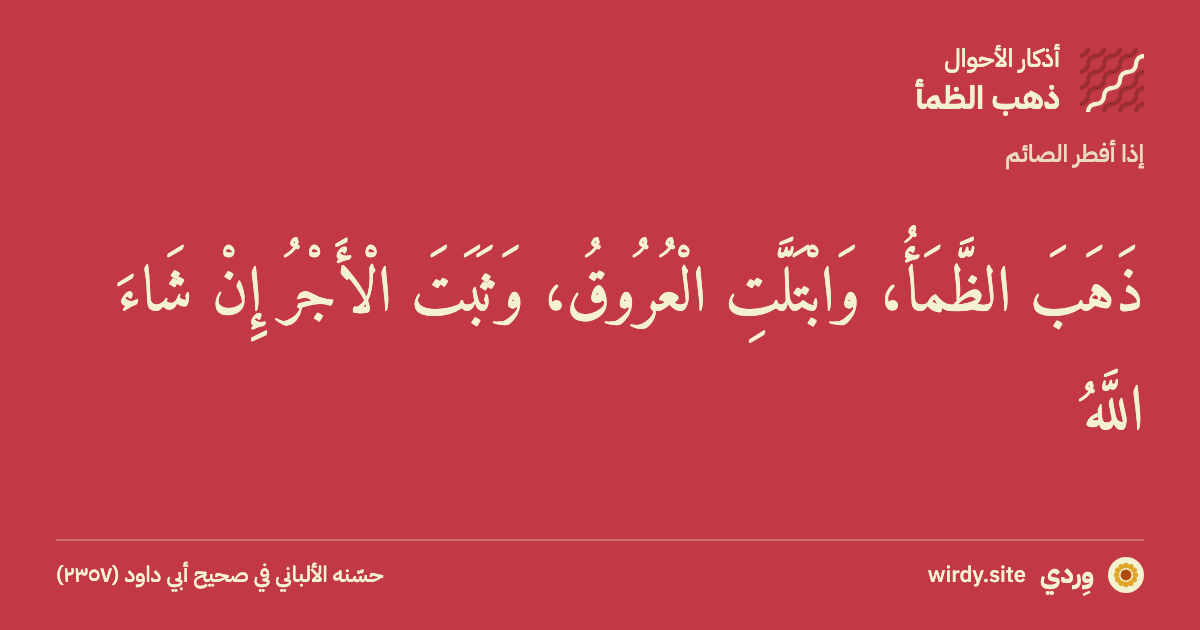 أذكار الأحوال
ذهب الظمأ
إذا أفطر الصائم
ذَهَبَ الظَّمَأُ، وَابْتَلَّتِ الْعُرُوقُ، وَثَبَتَ الْأَجْرُ إِنْ شَاءَ
اللَّهُ
وِردي wirdy.site
حسّنه الألباني في صحيح أبي داود (٢٣٥٧)